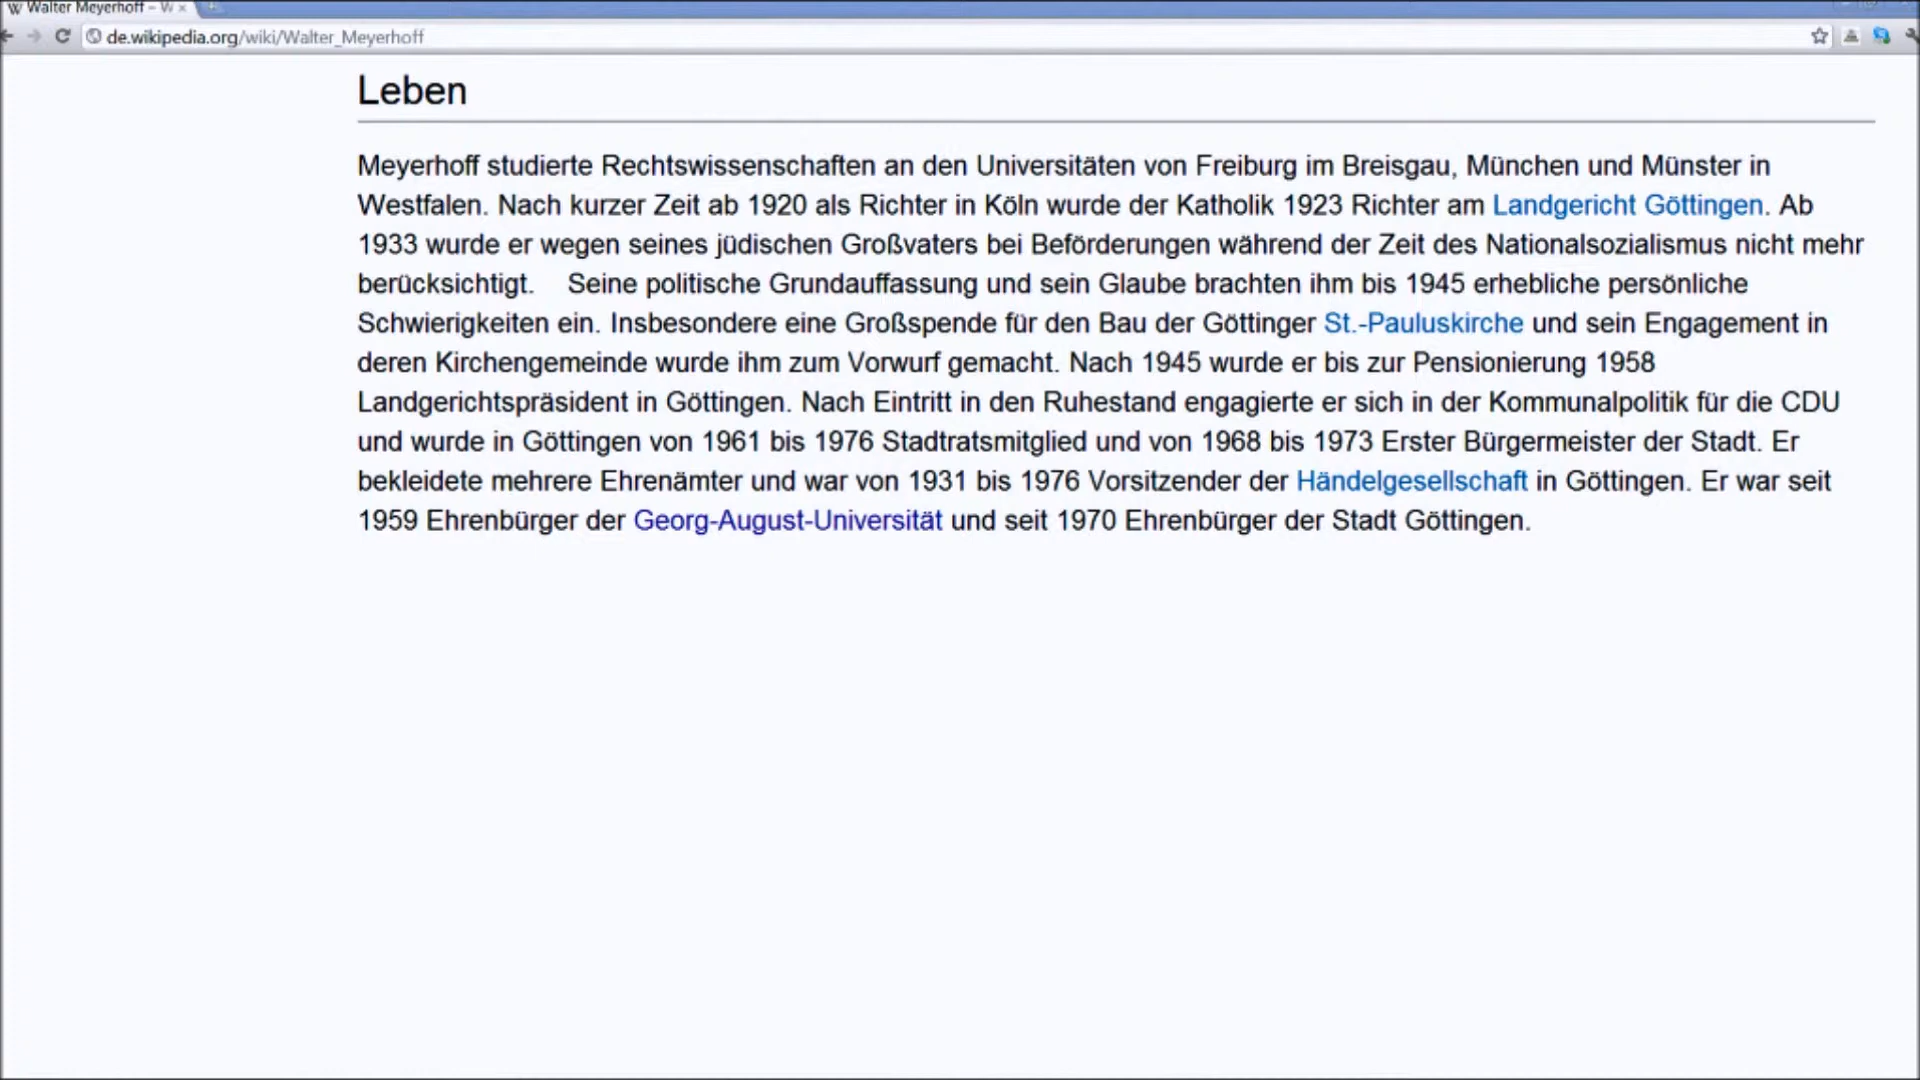 Walter Meyerhoff – W
de.wikipedia.org/wiki/Walter_Meyerhoff
Leben
Meyerhoff studierte Rechtswissenschaften an den Universitäten von Freiburg im Breisgau, München und Münster in
Westfalen. Nach kurzer Zeit ab 1920 als Richter in Köln wurde der Katholik 1923 Richter am Landgericht Göttingen. Ab
1933 wurde er wegen seines jüdischen Großvaters bei Beförderungen während der Zeit des Nationalsozialismus nicht mehr
berücksichtigt. Seine politische Grundauffassung und sein Glaube brachten ihm bis 1945 erhebliche persönliche
Schwierigkeiten ein. Insbesondere eine Großspende für den Bau der Göttinger St.-Pauluskirche und sein Engagement in
deren Kirchengemeinde wurde ihm zum Vorwurf gemacht. Nach 1945 wurde er bis zur Pensionierung 1958
Landgerichtspräsident in Göttingen. Nach Eintritt in den Ruhestand engagierte er sich in der Kommunalpolitik für die CDU
und wurde in Göttingen von 1961 bis 1976 Stadtratsmitglied und von 1968 bis 1973 Erster Bürgermeister der Stadt. Er
bekleidete mehrere Ehrenämter und war von 1931 bis 1976 Vorsitzender der Händelgesellschaft in Göttingen. Er war seit
1959 Ehrenbürger der Georg-August-Universität und seit 1970 Ehrenbürger der Stadt Göttingen.